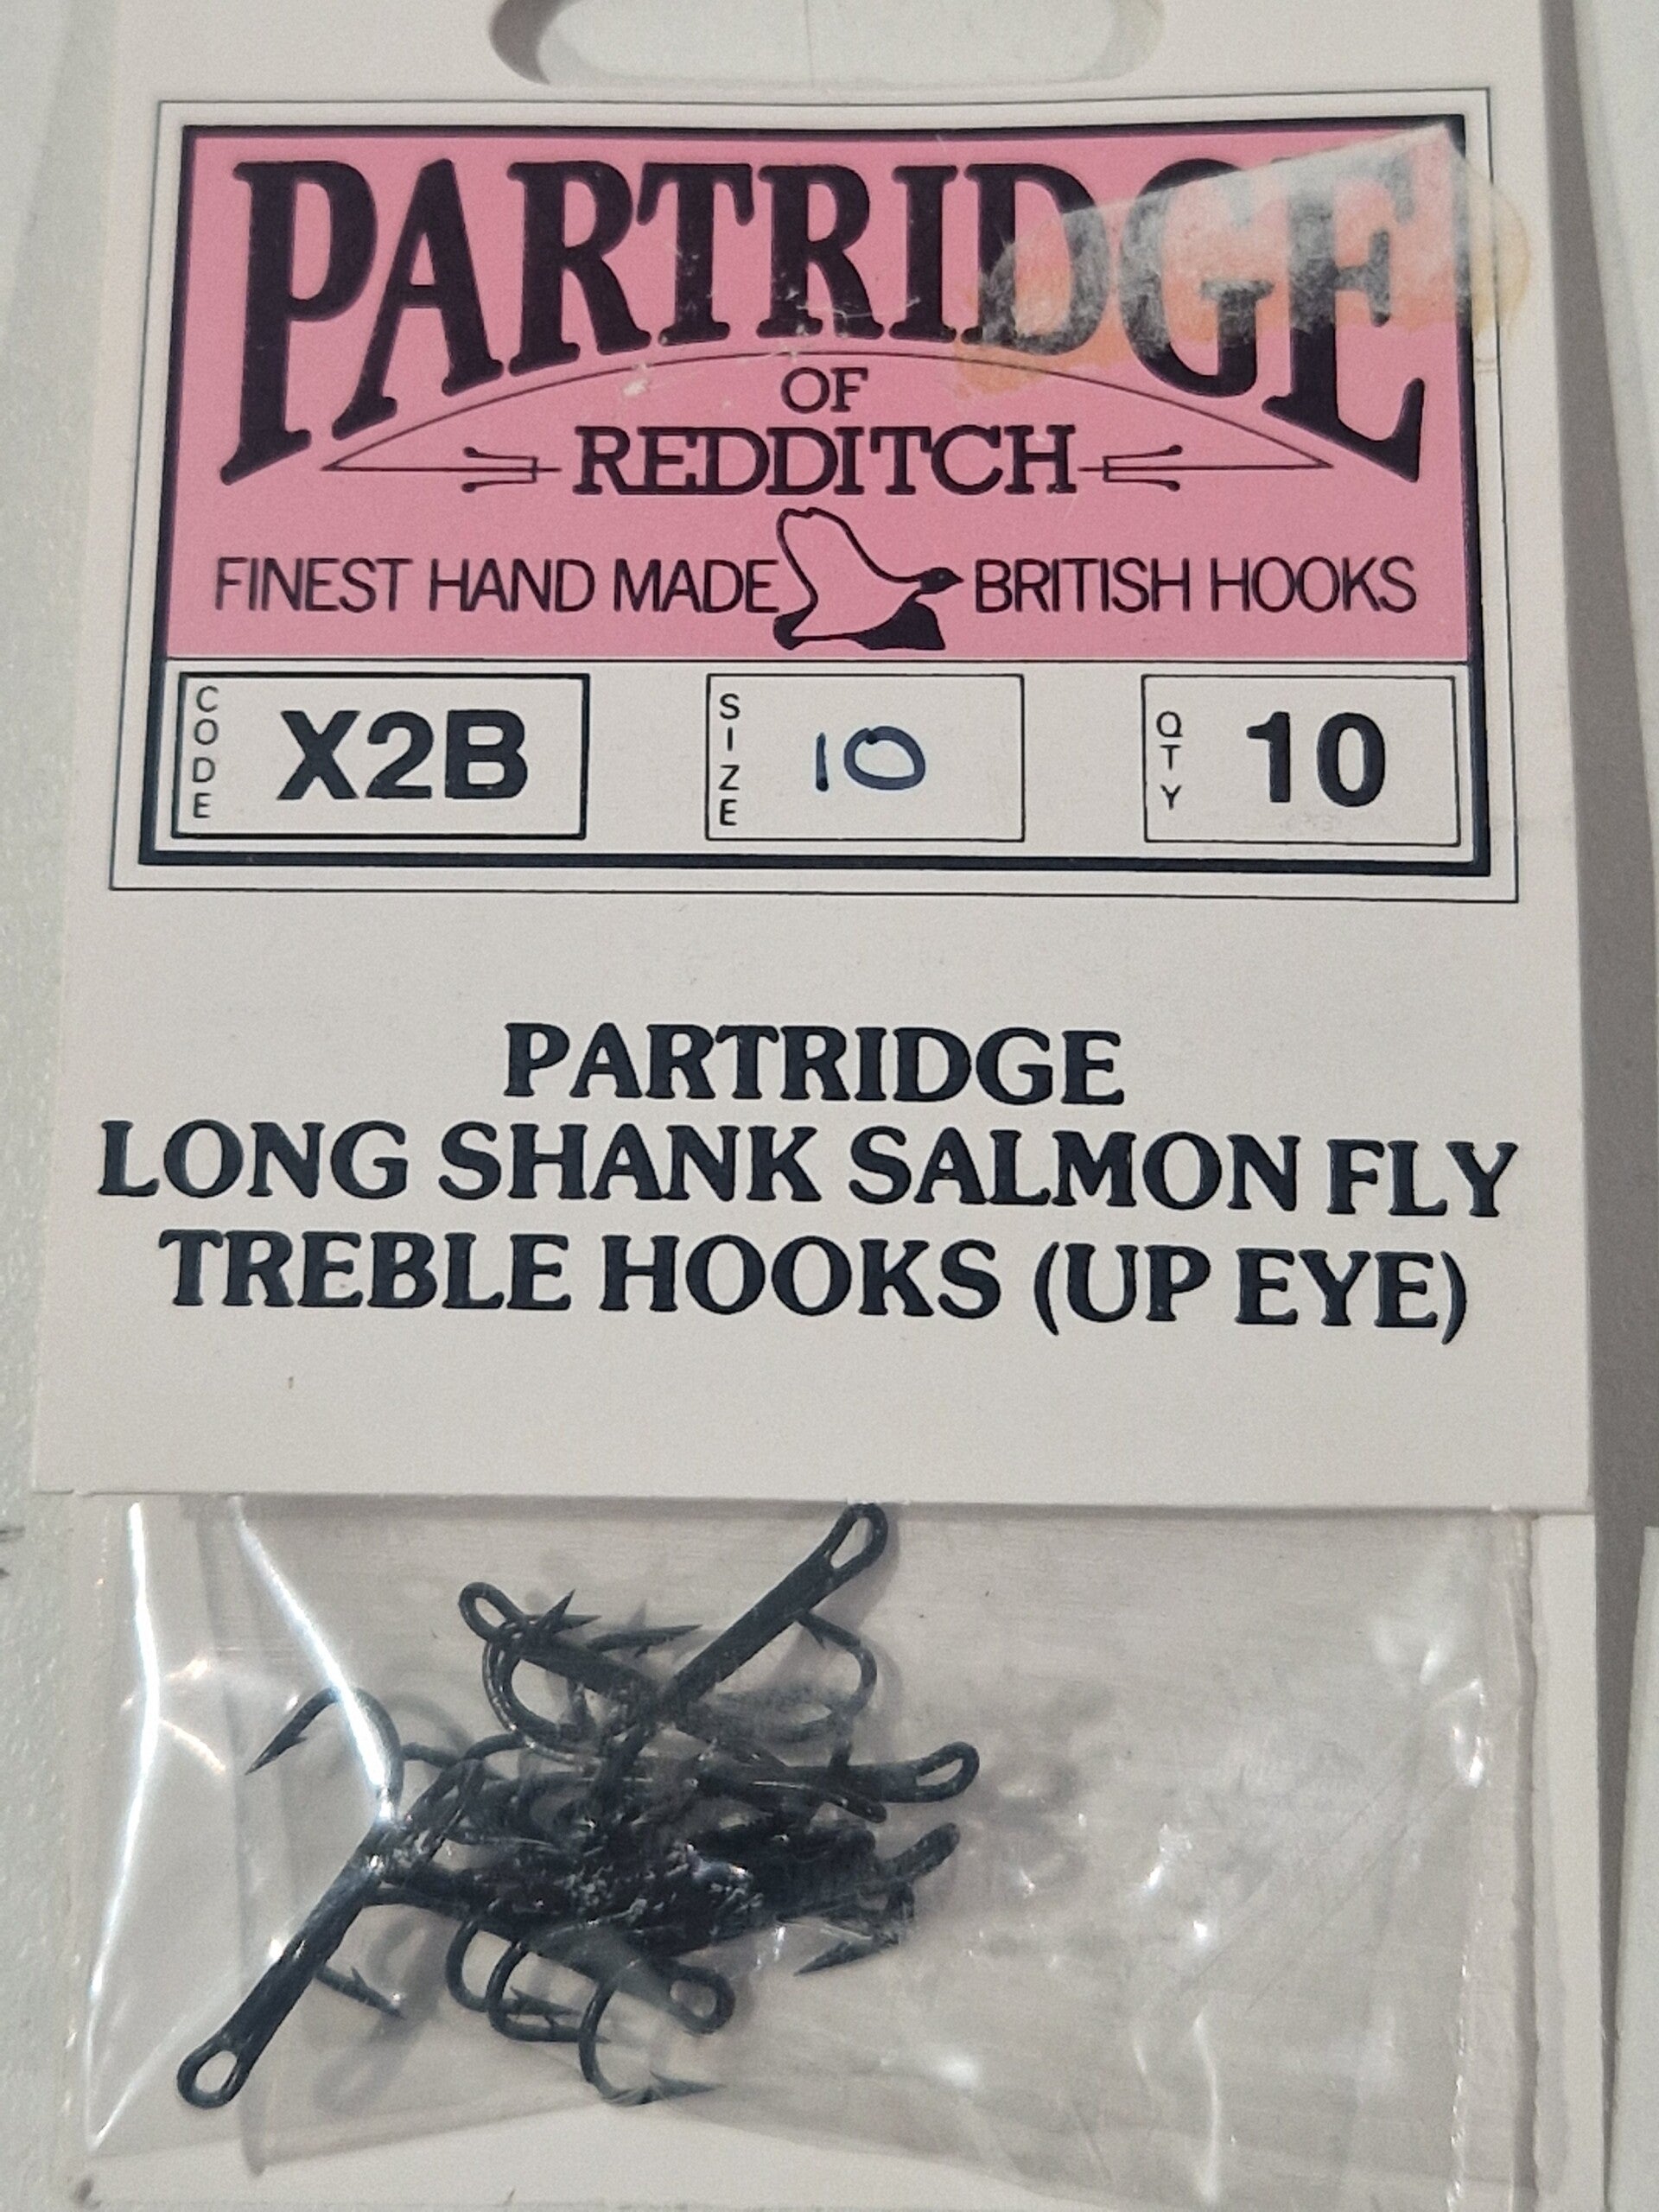 PARTRIDGE
OF
REDDITCH
FINEST HAND MADE BRITISH HOOKS
CODE X2B SIZE 10 QTY 10
PARTRIDGE
LONG SHANK SALMON FLY
TREBLE HOOKS (UP EYE)